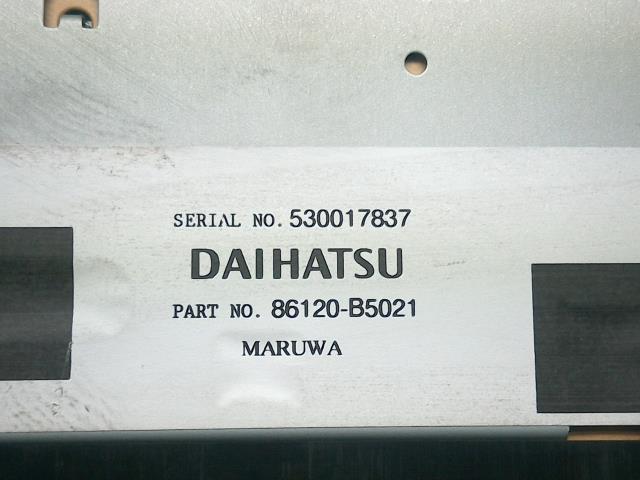 SERIAL NO. 530017837
DAIHATSU
PART NO. 86120-B5021
MARUWA